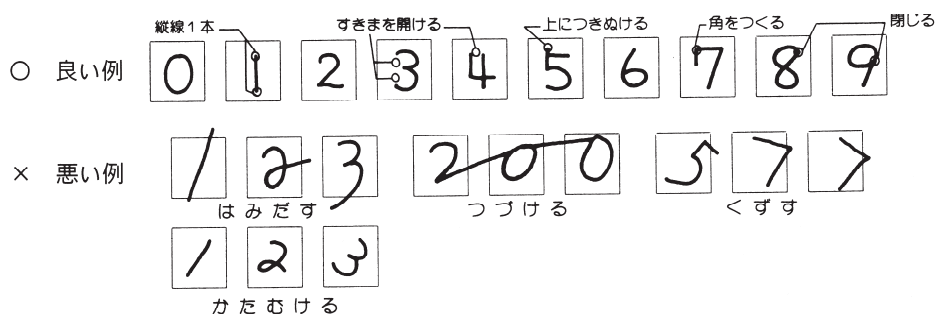 縦線1本 すきまを開ける 上につきぬける 角をつくる 閉じる
○ 良い例 0 1 2 3 4 5 6 7 8 9
× 悪い例 1 2 3 2 0 0 5 7 7
はみだす つづける くずす
1 2 3
かたむける